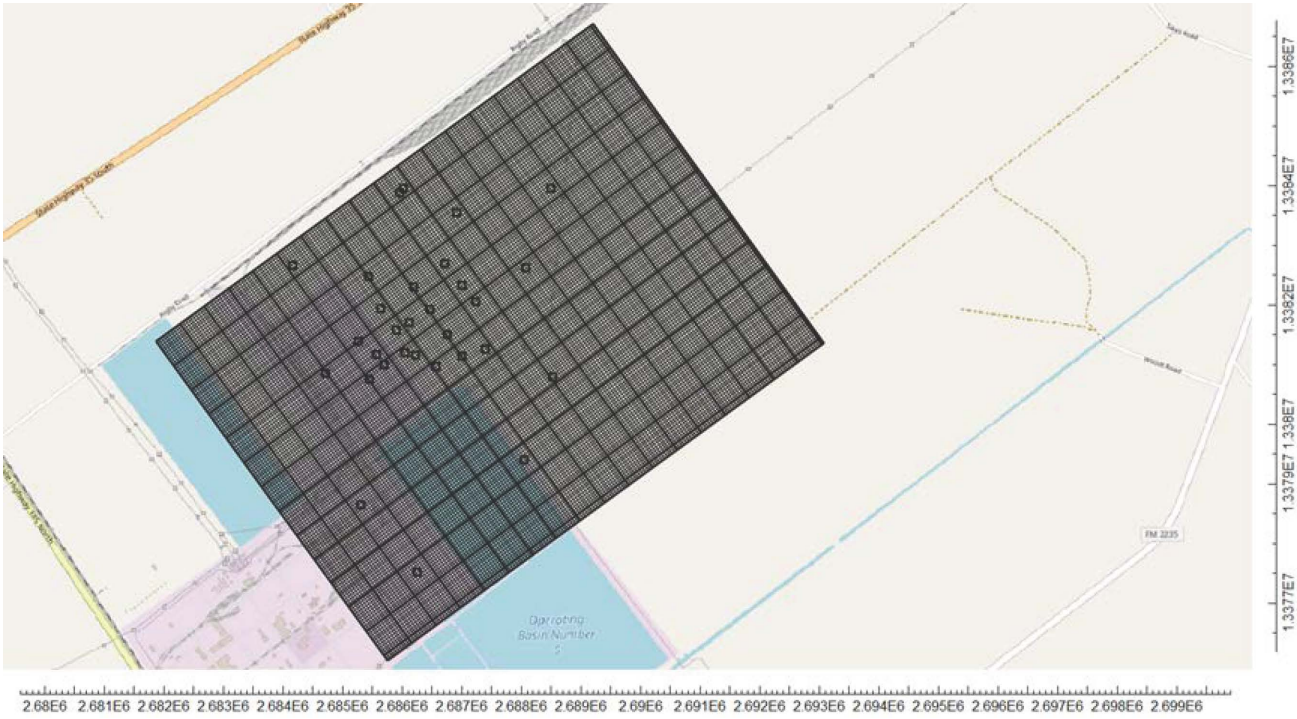 State Highway 35
State Highway 35 South
FM 2235
Operating
Basin Number
5
1.3386E7
1.3384E7
1.3382E7
1.338E7
1.3379E7
1.3377E7
2.68E6 2.681E6 2.682E6 2.683E6 2.684E6 2.685E6 2.686E6 2.687E6 2.688E6 2.689E6 2.69E6 2.691E6 2.692E6 2.693E6 2.694E6 2.695E6 2.696E6 2.697E6 2.698E6 2.699E6